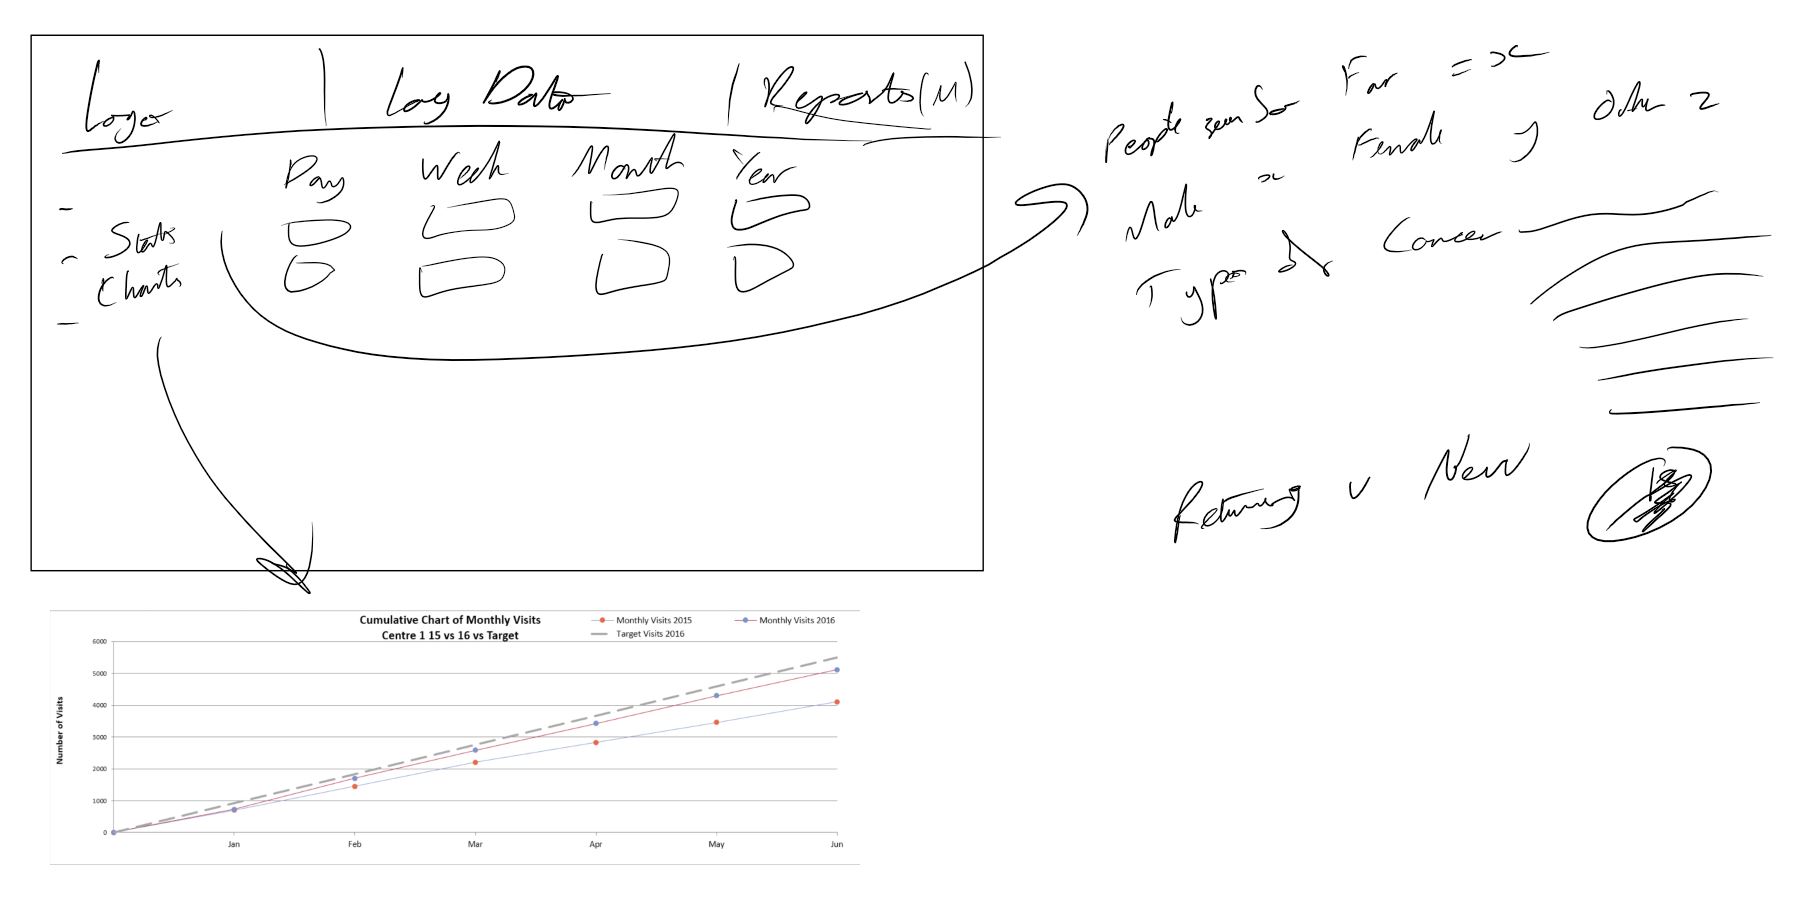 Logo | Log Data | Reports(M)
Day Week Month Year
- Stats
- Charts
-
People seen So Far = x
Male x Female y Other z
Types of Cancer
Returning v New
Cumulative Chart of Monthly Visits
Centre 1 15 vs 16 vs Target
Monthly Visits 2015
Monthly Visits 2016
Target Visits 2016
Number of Visits
6000
5000
4000
3000
2000
1000
0
Jan Feb Mar Apr May Jun